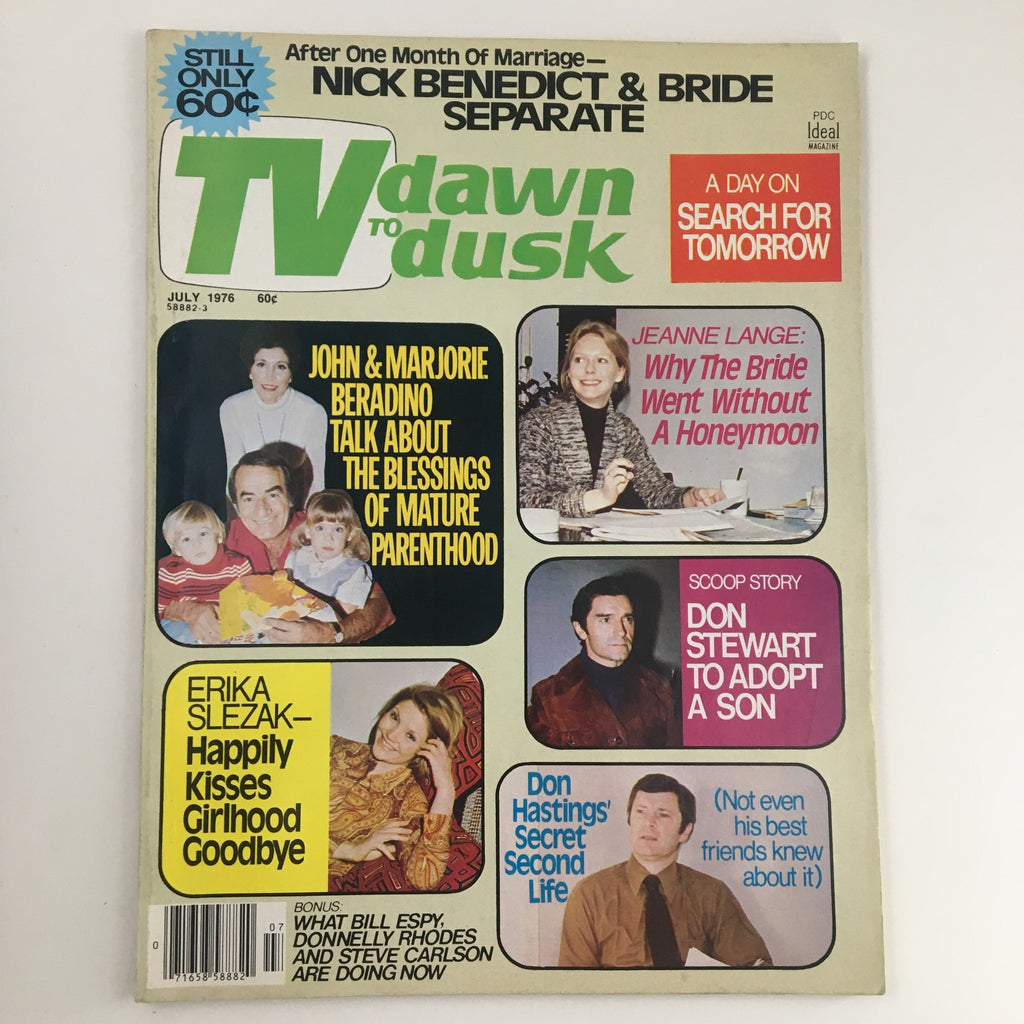 STILL
ONLY
60¢
After One Month Of Marriage—
NICK BENEDICT & BRIDE
SEPARATE
PDC
Ideal
MAGAZINE
TV dawn
TO dusk
A DAY ON
SEARCH FOR
TOMORROW
JULY 1976 60¢
58882-3
JOHN & MARJORIE
BERADINO
TALK ABOUT
THE BLESSINGS
OF MATURE
PARENTHOOD
JEANNE LANGE:
Why The Bride
Went Without
A Honeymoon
SCOOP STORY
DON
STEWART
TO ADOPT
A SON
ERIKA
SLEZAK—
Happily
Kisses
Girlhood
Goodbye
Don
Hastings'
Secret
Second
Life
(Not even
his best
friends knew
about it)
BONUS:
WHAT BILL ESPY,
DONNELLY RHODES
AND STEVE CARLSON
ARE DOING NOW
07
0
71658 58882